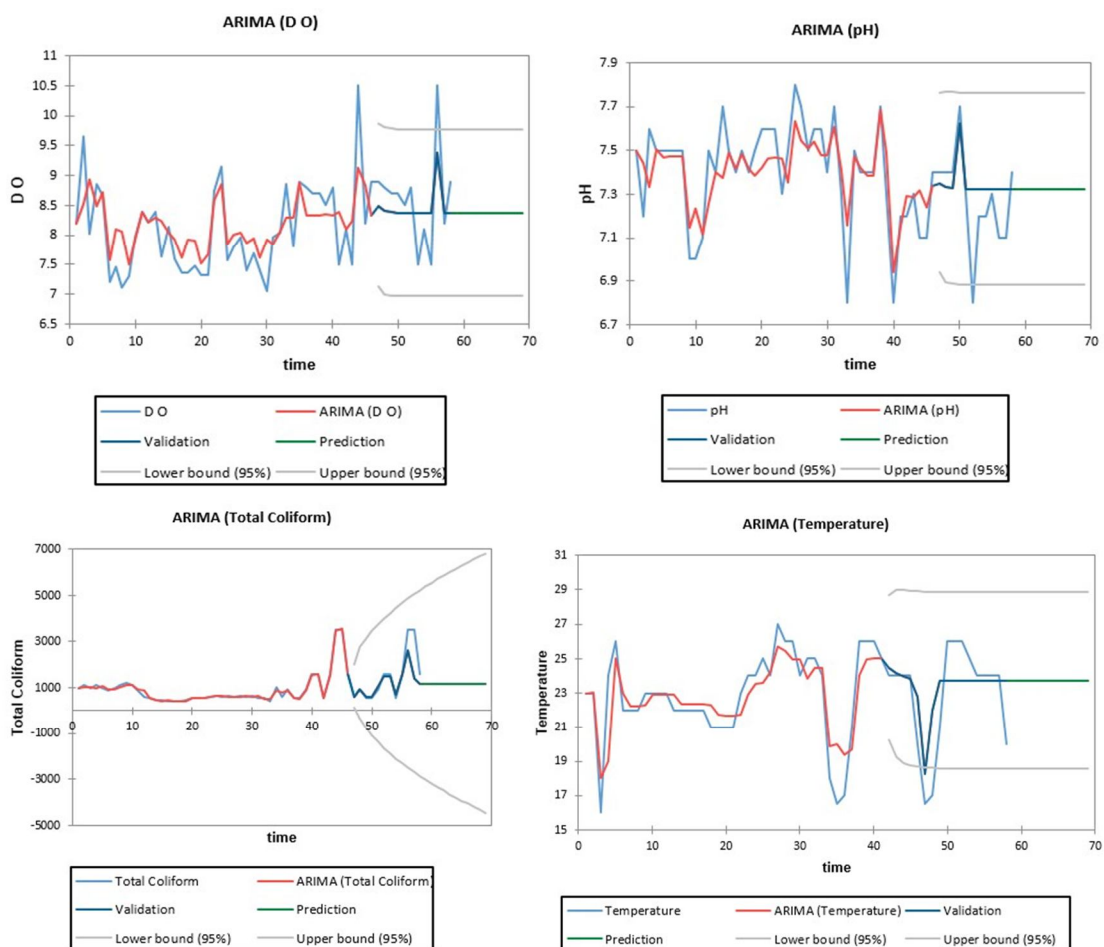 ARIMA (D O)
11
10.5
10
9.5
9
8.5
8
7.5
7
6.5
D O
0 10 20 30 40 50 60 70
time
D O ARIMA (D O)
Validation Prediction
Lower bound (95%) Upper bound (95%)
ARIMA (pH)
7.9
7.7
7.5
7.3
7.1
6.9
6.7
pH
0 10 20 30 40 50 60 70
time
pH ARIMA (pH)
Validation Prediction
Lower bound (95%) Upper bound (95%)
ARIMA (Total Coliform)
7000
5000
3000
1000
-1000
-3000
-5000
Total Coliform
0 10 20 30 40 50 60 70
time
Total Coliform ARIMA (Total Coliform)
Validation Prediction
Lower bound (95%) Upper bound (95%)
ARIMA (Temperature)
31
29
27
25
23
21
19
17
15
Temperature
0 10 20 30 40 50 60 70
time
Temperature ARIMA (Temperature) Validation
Prediction Lower bound (95%) Upper bound (95%)